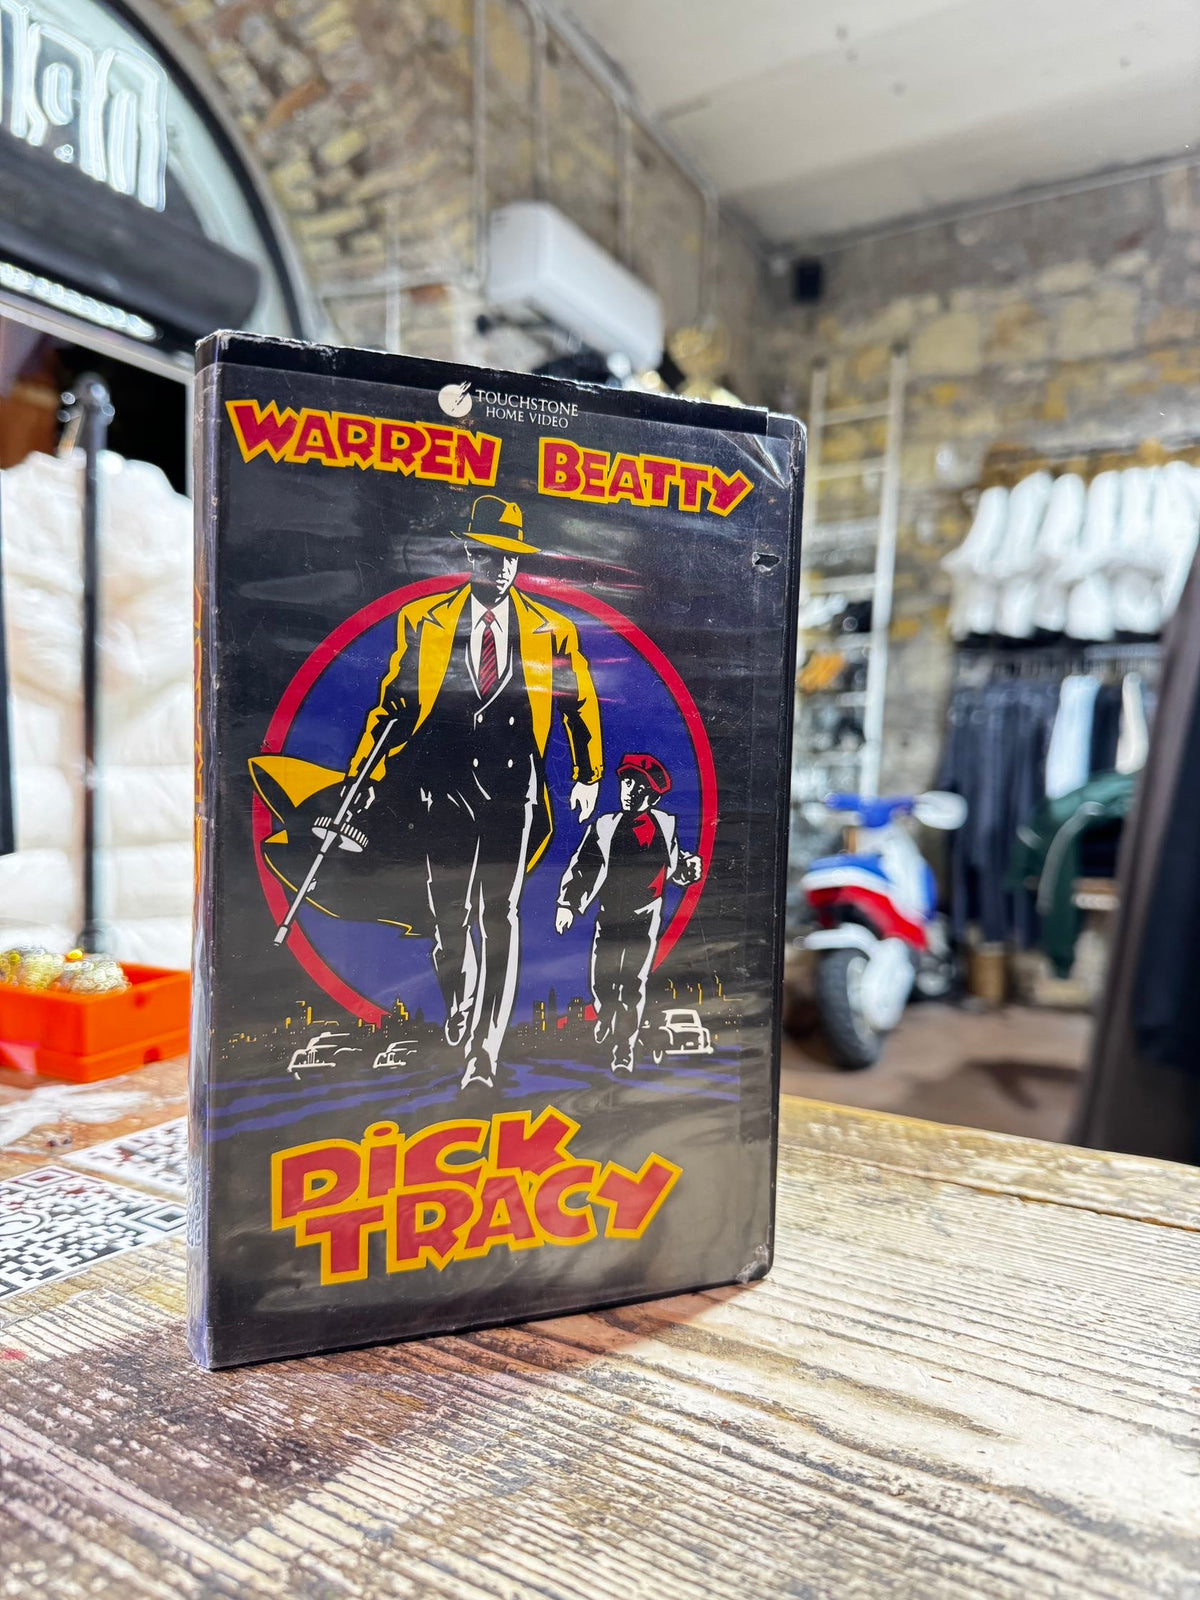 TOUCHSTONE
HOME VIDEO
WARREN BEATTY
DiCK
TRACY